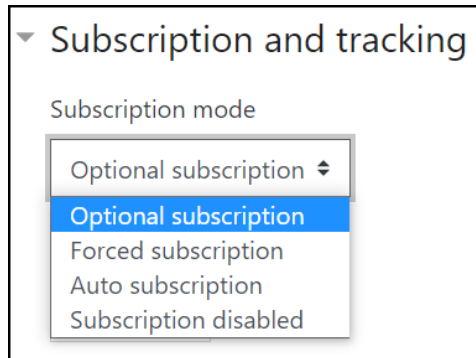 Subscription and tracking
Subscription mode
Optional subscription
Optional subscription
Forced subscription
Auto subscription
Subscription disabled